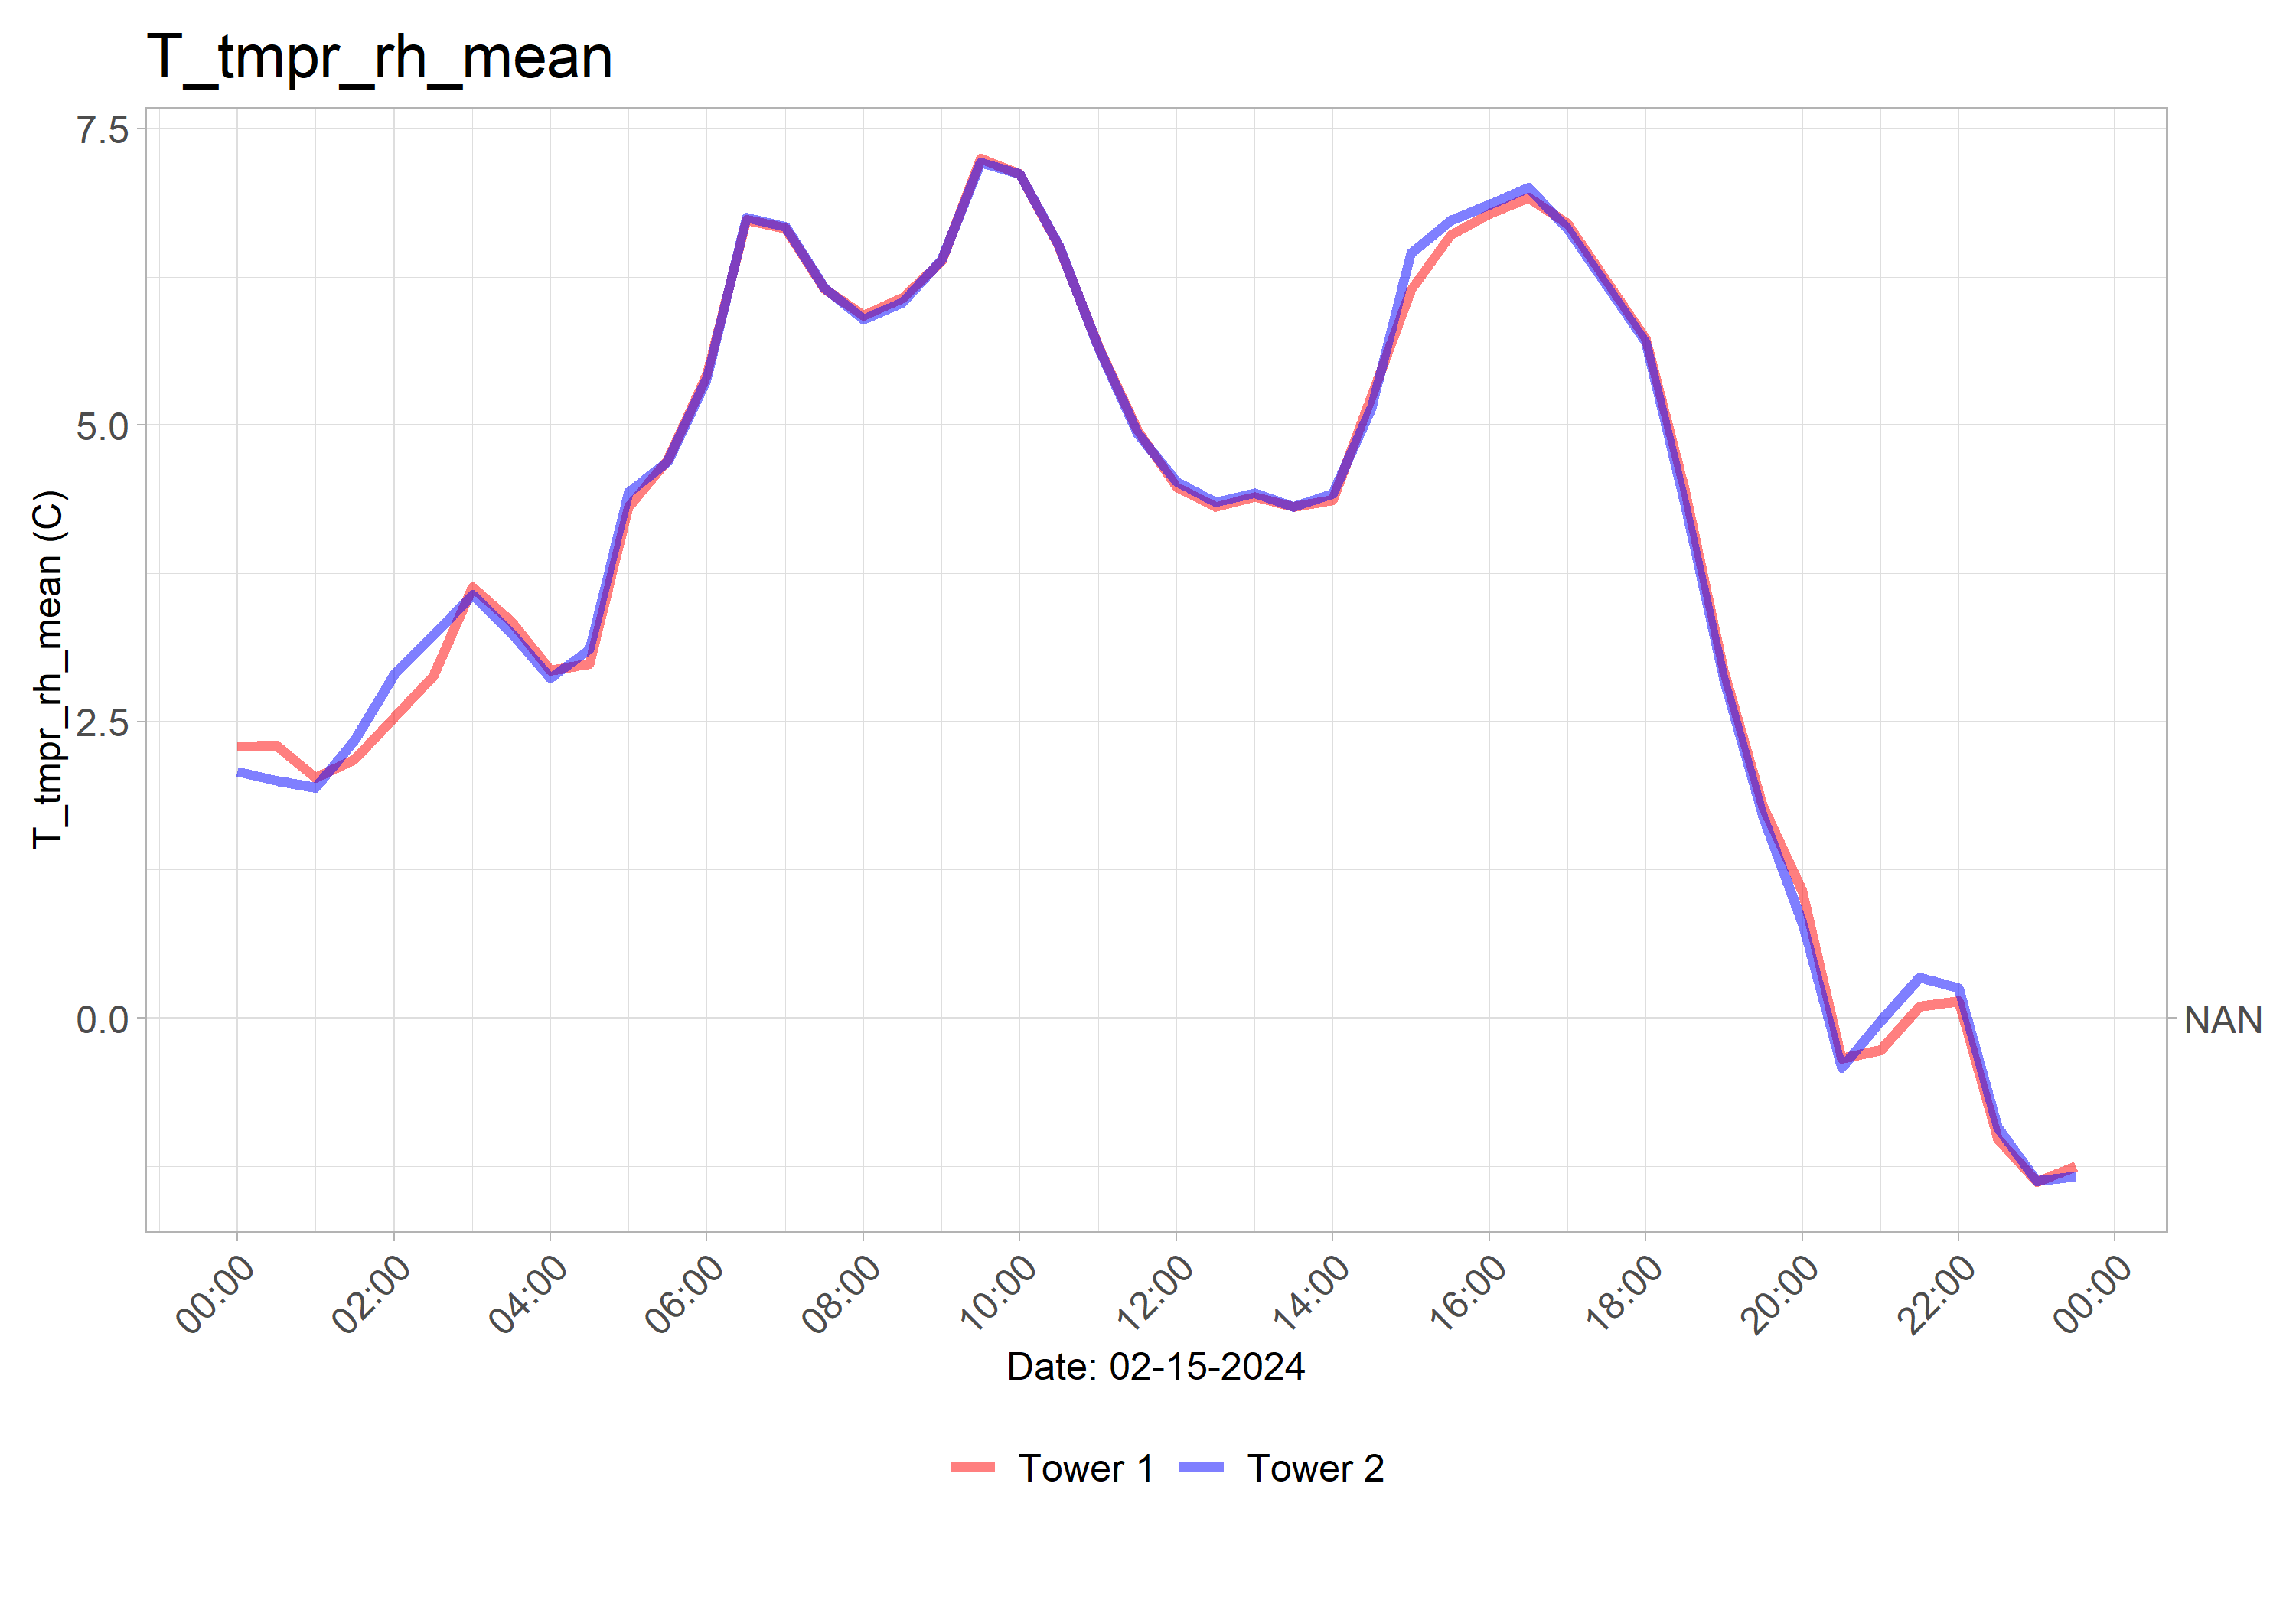 T_tmpr_rh_mean
T_tmpr_rh_mean (C)
7.5
5.0
2.5
0.0
NAN
00:00 02:00 04:00 06:00 08:00 10:00 12:00 14:00 16:00 18:00 20:00 22:00 00:00
Date: 02-15-2024
Tower 1 Tower 2